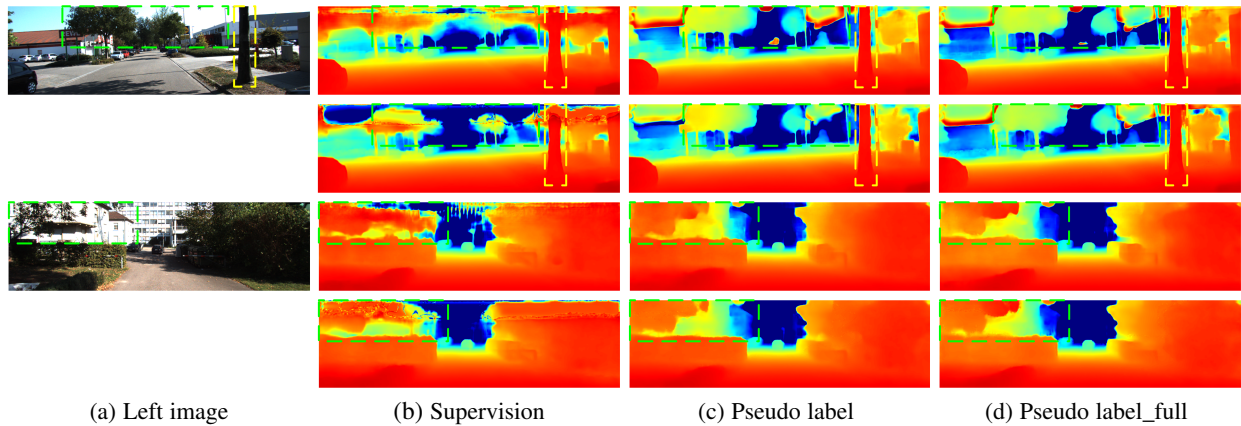 (a) Left image
(b) Supervision
(c) Pseudo label
(d) Pseudo label_full